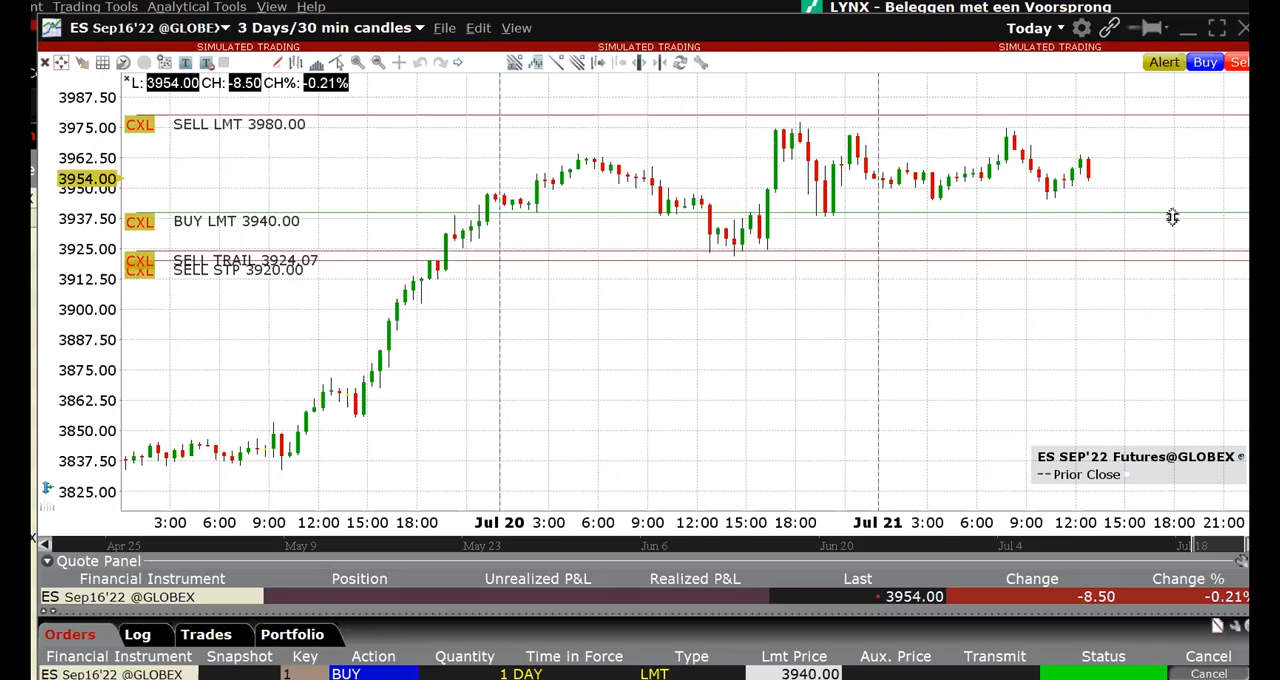 nt Trading Tools Analytical Tools View Help LYNX - Beleggen met een Voorsprong
ES Sep16'22 @GLOBEX 3 Days/30 min candles File Edit View Today
SIMULATED TRADING SIMULATED TRADING SIMULATED TRADING
Alert Buy Sel
L: 3954.00 CH: -8.50 CH%: -0.21%
3987.50
3975.00
CXL SELL LMT 3980.00
3962.50
3954.00
3950.00
3937.50
CXL BUY LMT 3940.00
3925.00
CXL SELL TRAIL 3924.07
CXL SELL STP 3920.00
3912.50
3900.00
3887.50
3875.00
3862.50
3850.00
3837.50
3825.00
ES SEP'22 Futures@GLOBEX
-- Prior Close
3:00 6:00 9:00 12:00 15:00 18:00 Jul 20 3:00 6:00 9:00 12:00 15:00 18:00 Jul 21 3:00 6:00 9:00 12:00 15:00 18:00 21:00
Apr 25 May 9 May 23 Jun 6 Jun 20 Jul 4 Jul 18
Quote Panel
Financial Instrument Position Unrealized P&L Realized P&L Last Change Change %
ES Sep16 @GLOBEX 3954.00 -8.50 -0.21%
Orders Log Trades Portfolio
Financial Instrument Snapshot Key Action Quantity Time in Force Type Lmt Price Aux. Price Transmit Status Cancel
ES Sep16'22 @GLOBEX 1 BUY 1 DAY LMT 3940.00 Cancel